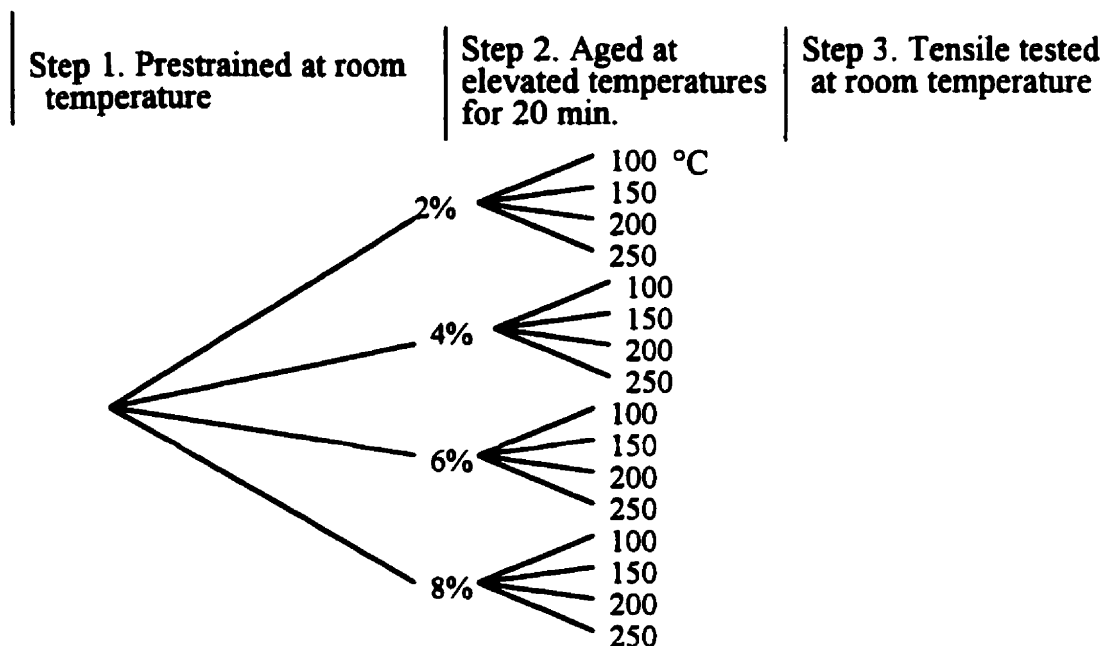 Step 1. Prestrained at room
temperature
Step 2. Aged at
elevated temperatures
for 20 min.
Step 3. Tensile tested
at room temperature
2%
100 °C
150
200
250
4%
100
150
200
250
6%
100
150
200
250
8%
100
150
200
250